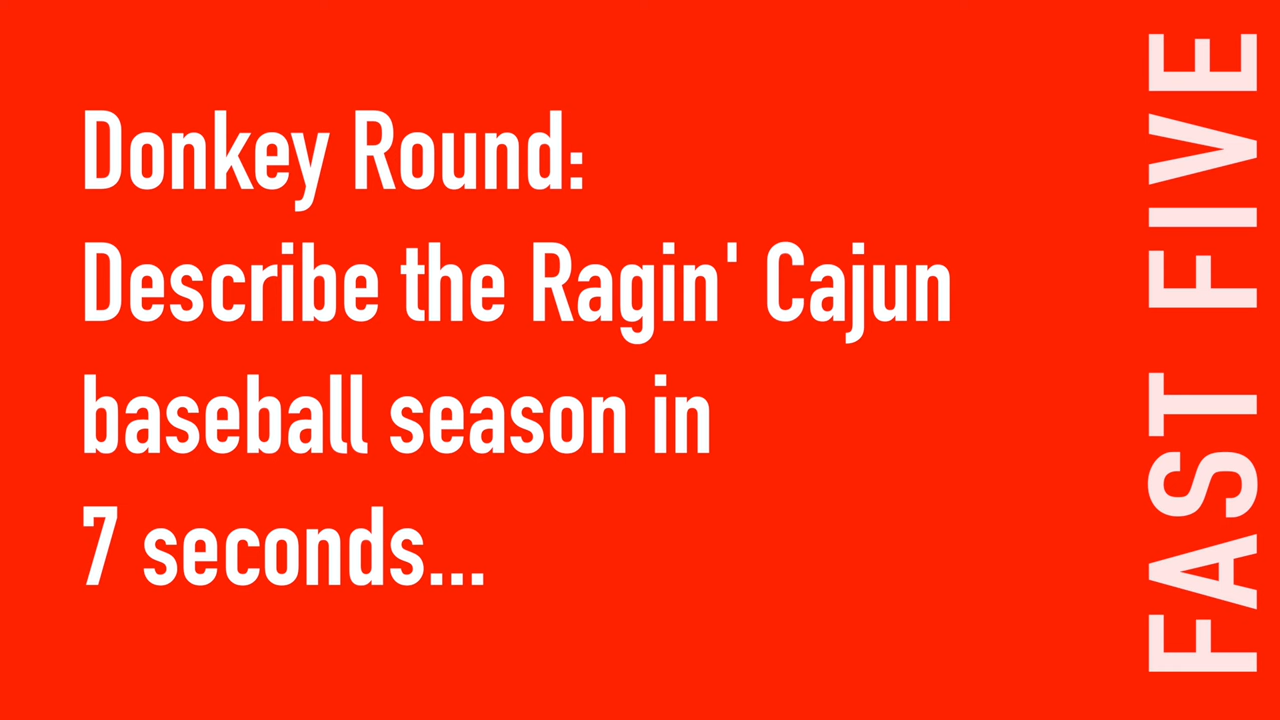 Donkey Round:
Describe the Ragin' Cajun
baseball season in
7 seconds...
FAST FIVE